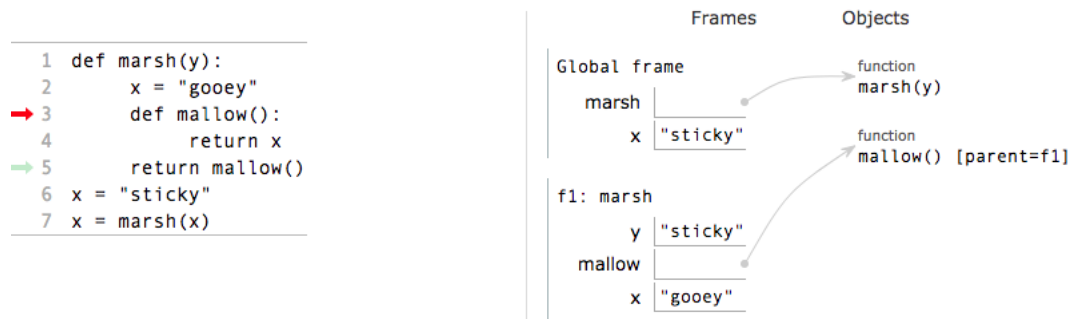 1 def marsh(y):
2 x = "gooey"
3 def mallow():
4 return x
5 return mallow()
6 x = "sticky"
7 x = marsh(x)
Frames Objects
Global frame
marsh
x "sticky"
function
marsh(y)
function
mallow() [parent=f1]
f1: marsh
y "sticky"
mallow
x "gooey"